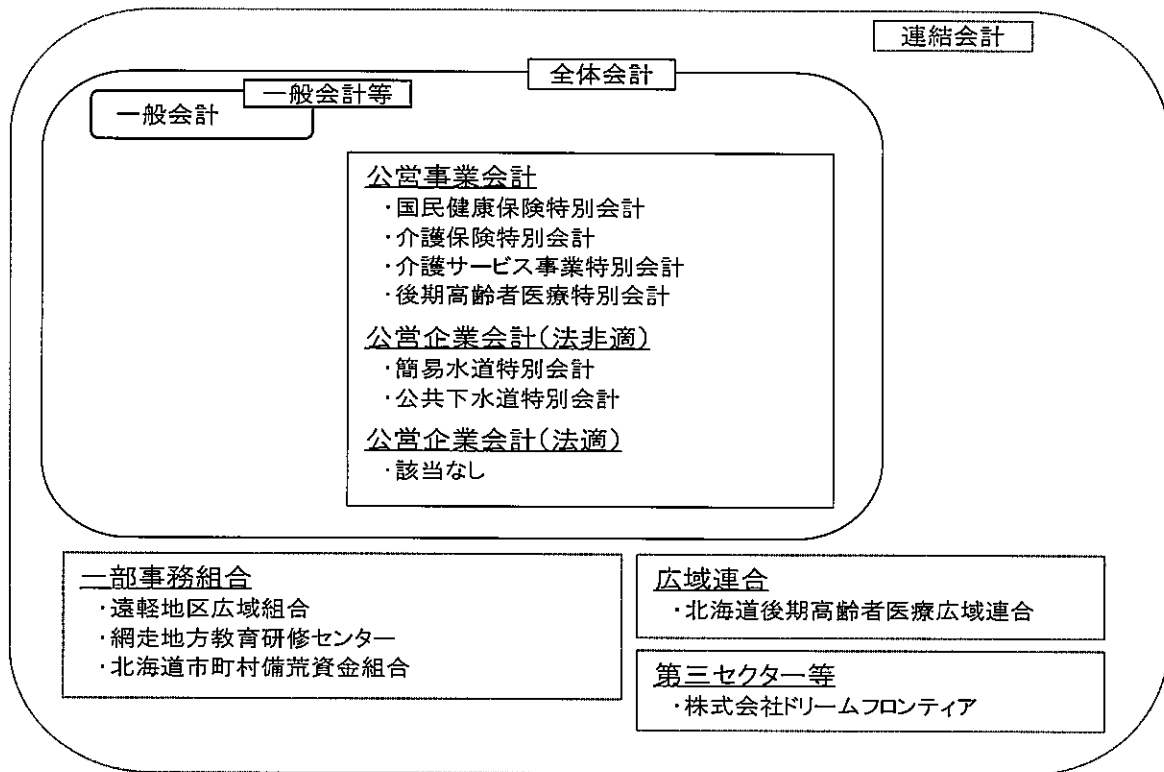 連結会計
全体会計
一般会計等
一般会計
公営事業会計
・国民健康保険特別会計
・介護保険特別会計
・介護サービス事業特別会計
・後期高齢者医療特別会計
公営企業会計(法非適)
・簡易水道特別会計
・公共下水道特別会計
公営企業会計(法適)
・該当なし
一部事務組合
・遠軽地区広域組合
・網走地方教育研修センター
・北海道市町村備荒資金組合
広域連合
・北海道後期高齢者医療広域連合
第三セクター等
・株式会社ドリームフロンティア